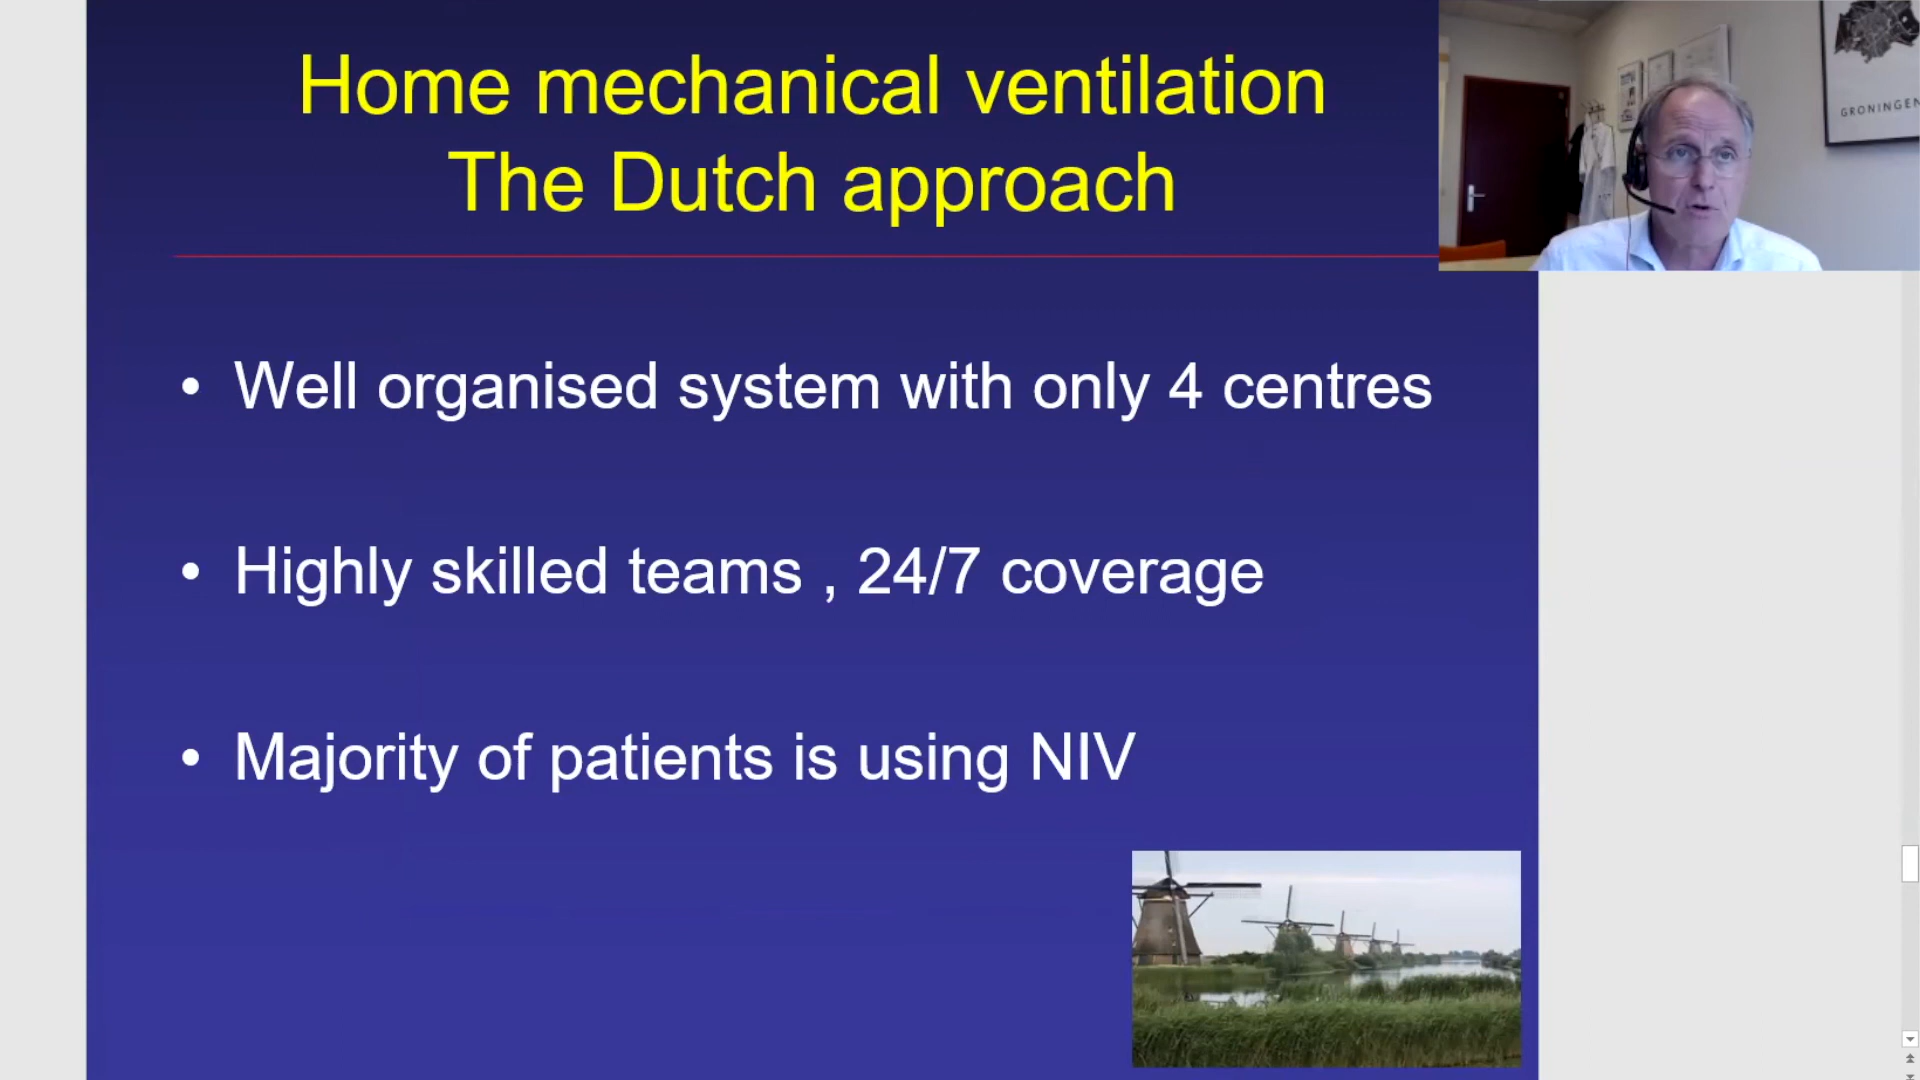 Home mechanical ventilation
The Dutch approach
GRONINGEN
• Well organised system with only 4 centres
• Highly skilled teams , 24/7 coverage
• Majority of patients is using NIV